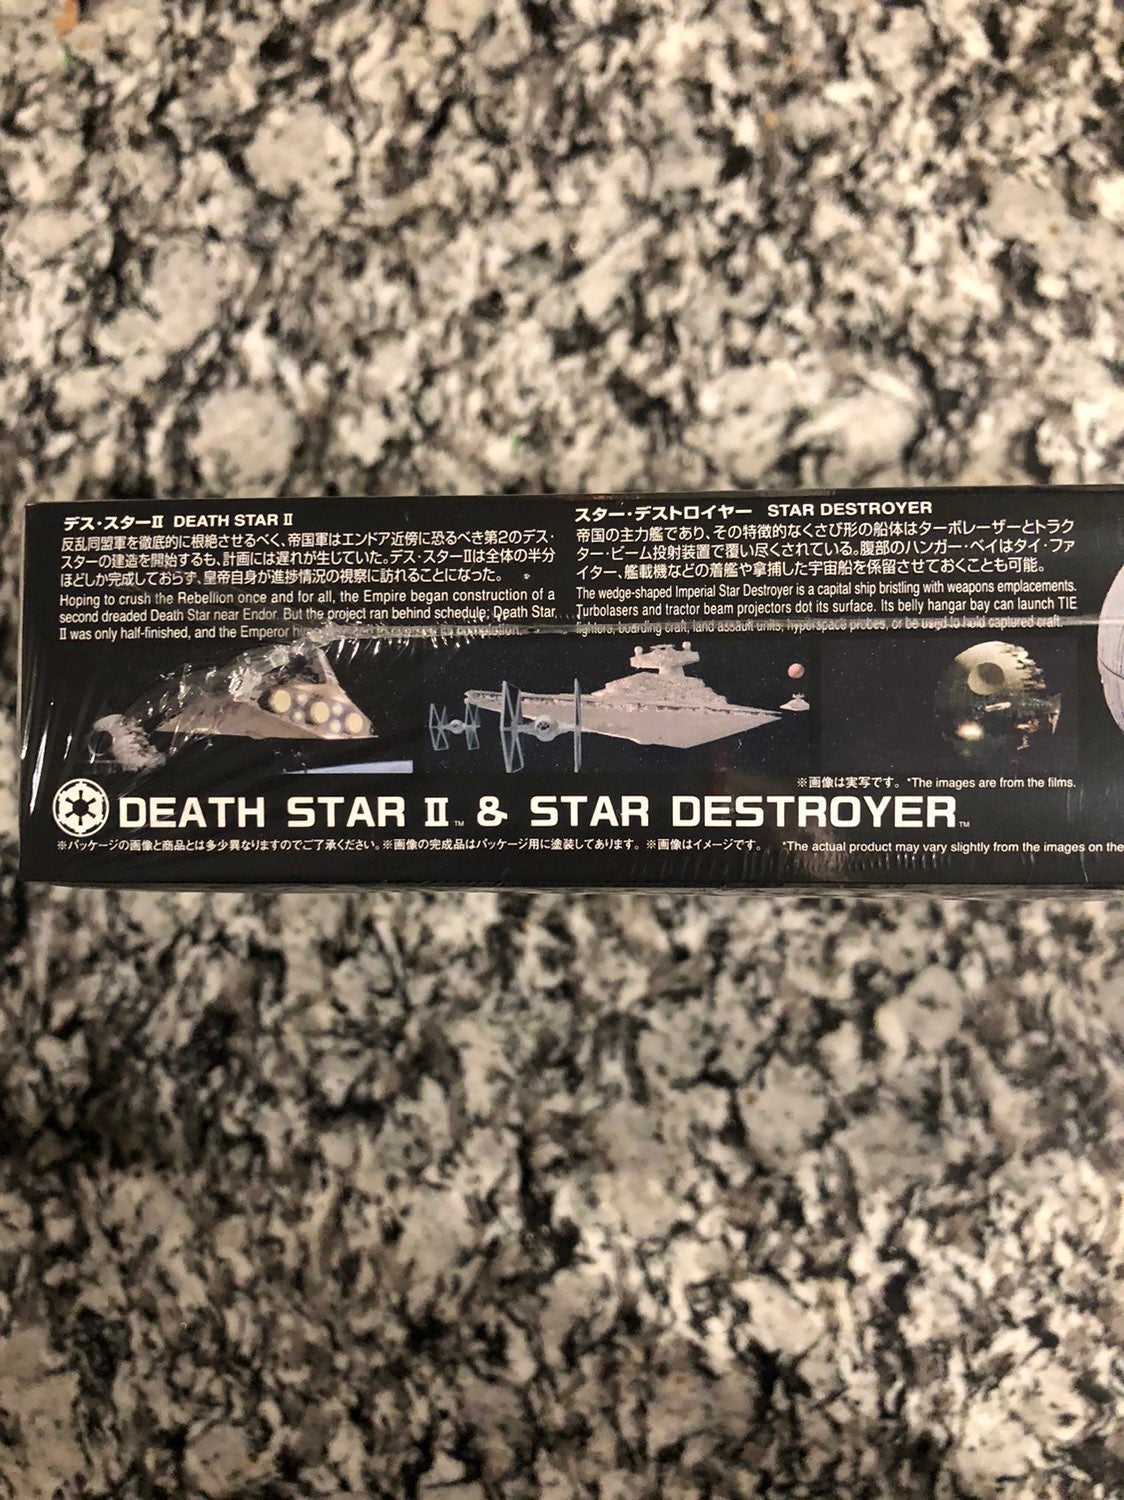 デス・スターII DEATH STAR II
反乱同盟軍を徹底的に根絶させるべく、帝国軍はエンドア近傍に恐るべき第2のデス・
スターの建造を開始するも、計画には遅れが生じていた。デス・スターIIは全体の半分
ほどしか完成しておらず、皇帝自身が進捗情況の視察に訪れることになった。
Hoping to crush the Rebellion once and for all, the Empire began construction of a
second dreaded Death Star near Endor. But the project ran behind schedule; Death Star
II was only half-finished, and the Emperor
スター・デストロイヤー STAR DESTROYER
帝国の主力艦であり、その特徴的なくさび形の船体はターボレーザーとトラク
ター・ビーム投射装置で覆い尽くされている。腹部のハンガー・ベイはタイ・ファ
イター、艦載機などの着艦や拿捕した宇宙船を係留させておくことも可能。
The wedge-shaped Imperial Star Destroyer is a capital ship bristling with weapons emplacements.
Turbolasers and tractor beam projectors dot its surface. Its belly hangar bay can launch TIE
fighters, boarding craft, land assault units, hyperspace probes, or be used to hold captured craft.
※画像は実写です。 *The images are from the films.
DEATH STAR II™ & STAR DESTROYER™
※パッケージの画像と商品とは多少異なりますのでご了承ください。※画像の完成品はパッケージ用に塗装してあります。 ※画像はイメージです。 *The actual product may vary slightly from the images on the